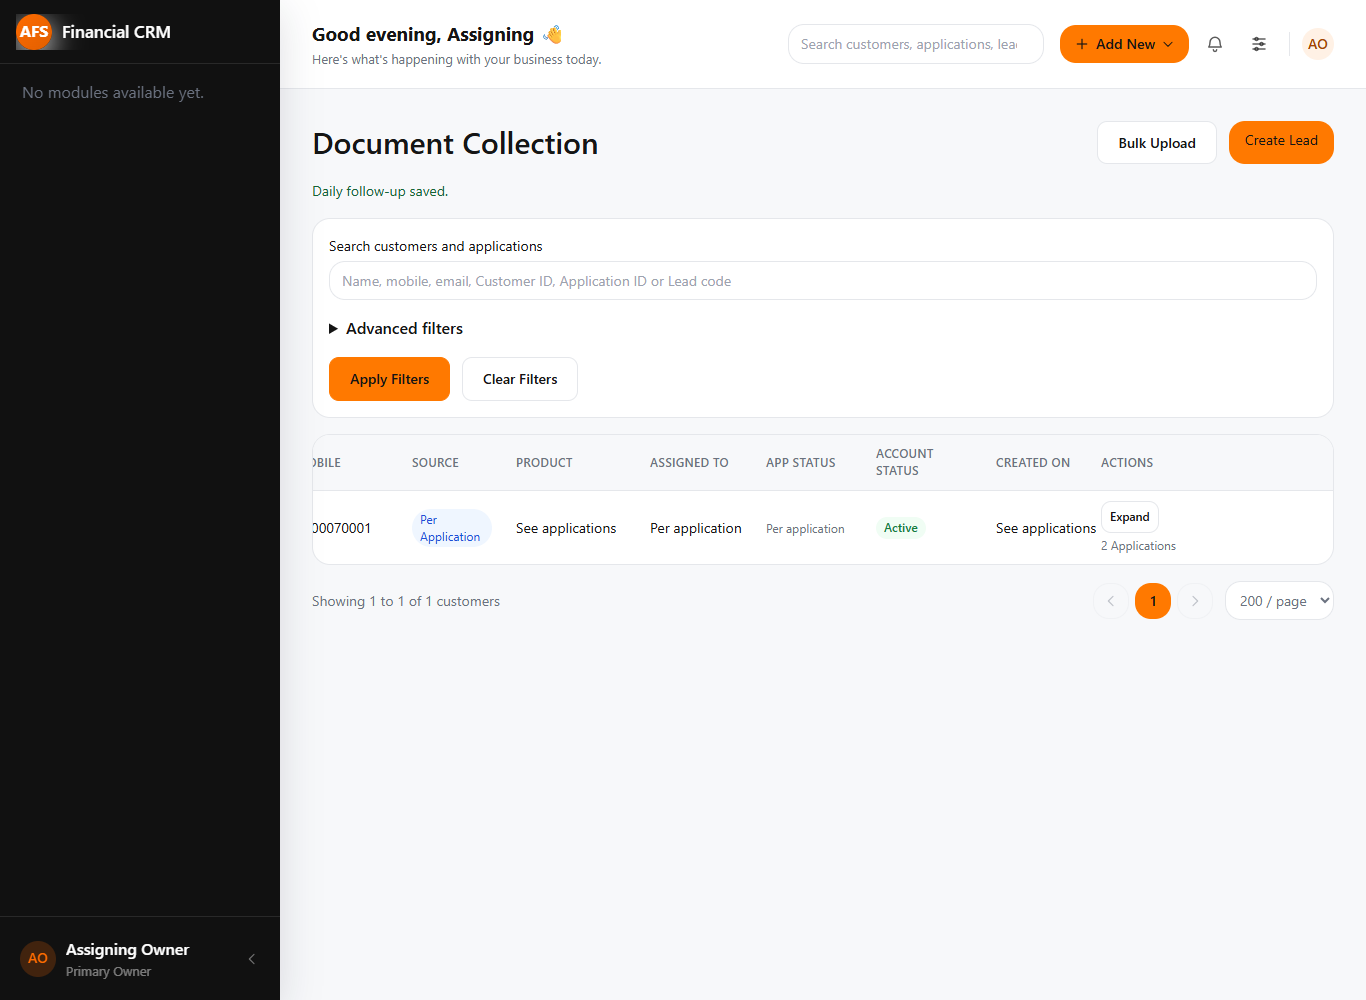 AFS Financial CRM
No modules available yet.
Good evening, Assigning 👋
Here's what's happening with your business today.
Search customers, applications, lea
+ Add New
AO
Document Collection
Bulk Upload
Create Lead
Daily follow-up saved.
Search customers and applications
Name, mobile, email, Customer ID, Application ID or Lead code
Advanced filters
Apply Filters
Clear Filters
OBILE SOURCE PRODUCT ASSIGNED TO APP STATUS ACCOUNT STATUS CREATED ON ACTIONS
00070001 Per Application See applications Per application Per application Active See applications Expand
2 Applications
Showing 1 to 1 of 1 customers
1
200 / page
AO
Assigning Owner
Primary Owner